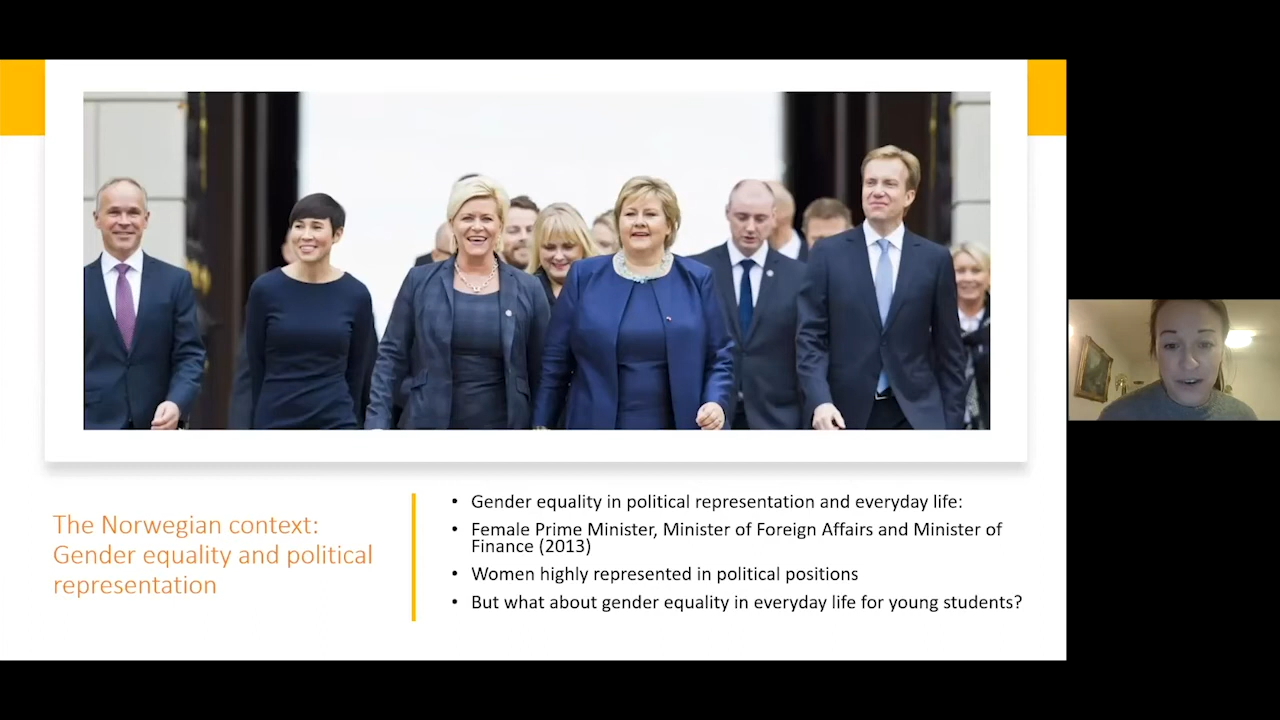 The Norwegian context:
Gender equality and political
representation
• Gender equality in political representation and everyday life:
• Female Prime Minister, Minister of Foreign Affairs and Minister of
Finance (2013)
• Women highly represented in political positions
• But what about gender equality in everyday life for young students?